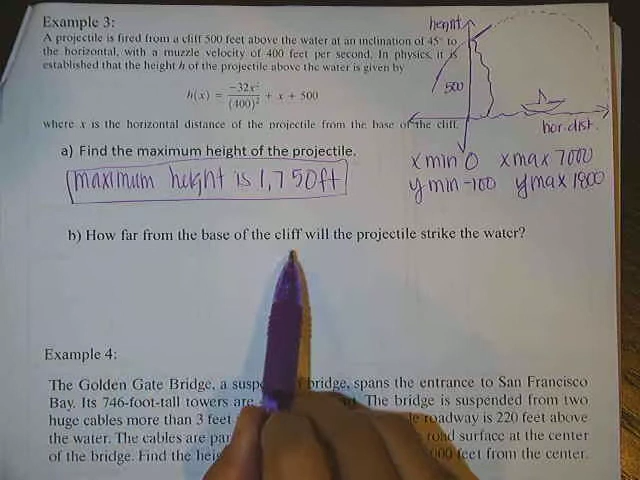 Example 3:
A projectile is fired from a cliff 500 feet above the water at an inclination of 45° to
the horizontal, with a muzzle velocity of 400 feet per second. In physics, it is
established that the height h of the projectile above the water is given by
h(x) = −32x² / (400)² + x + 500
where x is the horizontal distance of the projectile from the base of the cliff.
height
500
hor. dist.
a) Find the maximum height of the projectile.
maximum height is 1,750ft
x min 0 x max 7000
y min -100 y max 1800
b) How far from the base of the cliff will the projectile strike the water?
Example 4:
The Golden Gate Bridge, a bridge, spans the entrance to San Francisco
Bay. Its 746-foot-tall towers are The bridge is suspended from two
huge cables more than 3 feet roadway is 220 feet above
the water. The cables are road surface at the center
of the bridge. Find the feet from the center.